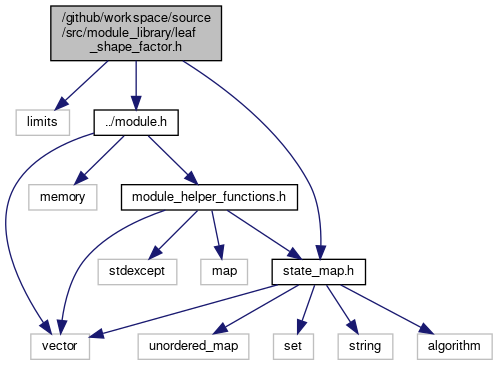 /github/workspace/source
/src/module_library/leaf
_shape_factor.h
limits
../module.h
memory
module_helper_functions.h
stdexcept
map
state_map.h
vector
unordered_map
set
string
algorithm